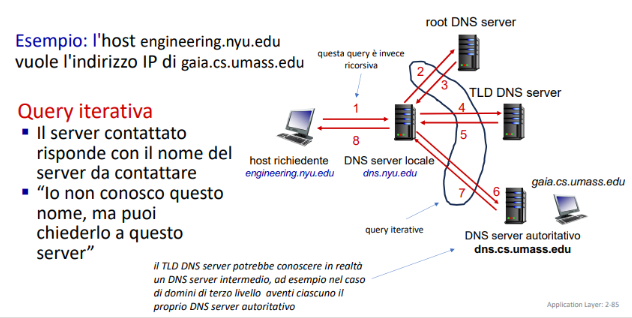 Esempio: l'host engineering.nyu.edu
vuole l'indirizzo IP di gaia.cs.umass.edu
Query iterativa
▪ Il server contattato
risponde con il nome del
server da contattare
▪ “Io non conosco questo
nome, ma puoi
chiederlo a questo
server”
root DNS server
questa query è invece
ricorsiva
2
3
TLD DNS server
1
4
8
5
host richiedente
engineering.nyu.edu
DNS server locale
dns.nyu.edu
7
6
gaia.cs.umass.edu
query iterative
DNS server autoritativo
dns.cs.umass.edu
il TLD DNS server potrebbe conoscere in realtà
un DNS server intermedio, ad esempio nel caso
di domini di terzo livello aventi ciascuno il
proprio DNS server autoritativo
Application Layer: 2-85